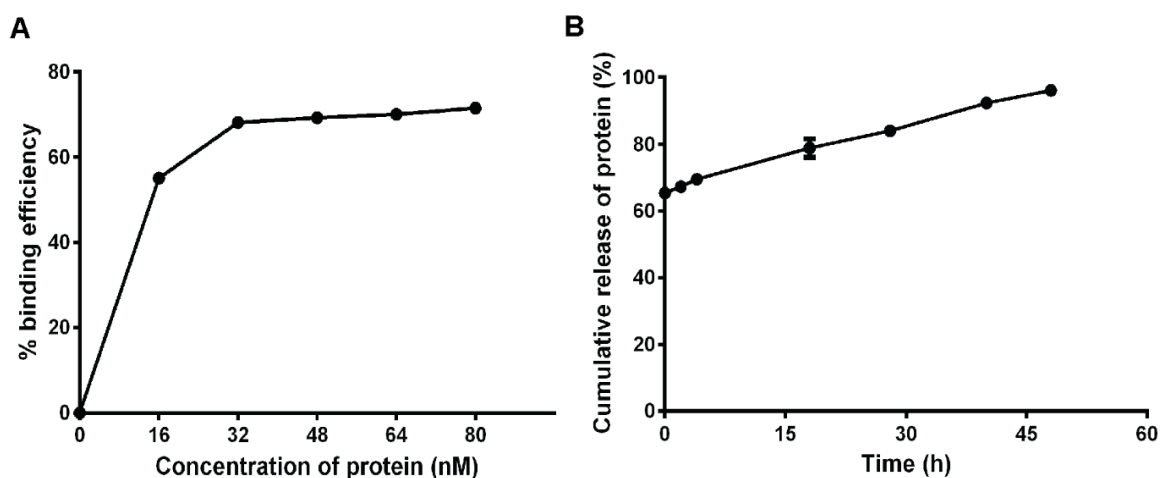 A
% binding efficiency
80
60
40
20
0
0 16 32 48 64 80
Concentration of protein (nM)
B
Cumulative release of protein (%)
100
80
60
40
20
0
0 15 30 45 60
Time (h)